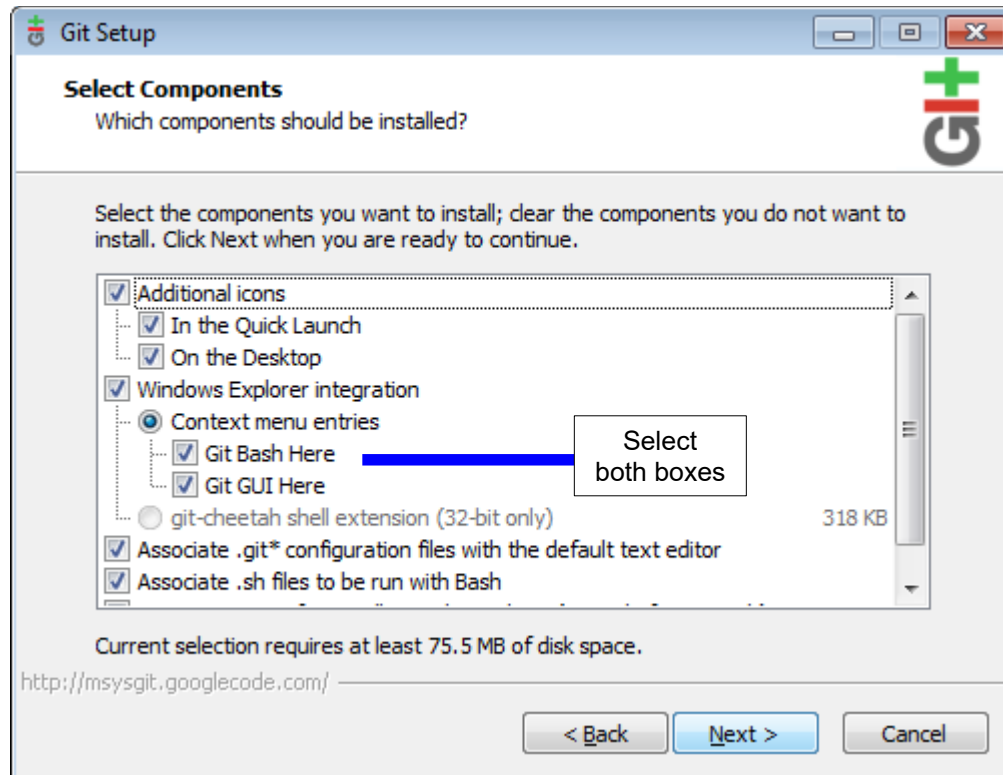 Git Setup
Select Components
Which components should be installed?
GIt
Select the components you want to install; clear the components you do not want to
install. Click Next when you are ready to continue.
Additional icons
In the Quick Launch
On the Desktop
Windows Explorer integration
Context menu entries
Git Bash Here
Select
both boxes
Git GUI Here
git-cheetah shell extension (32-bit only) 318 KB
Associate .git* configuration files with the default text editor
Associate .sh files to be run with Bash
Current selection requires at least 75.5 MB of disk space.
http://msysgit.googlecode.com/
< Back Next > Cancel